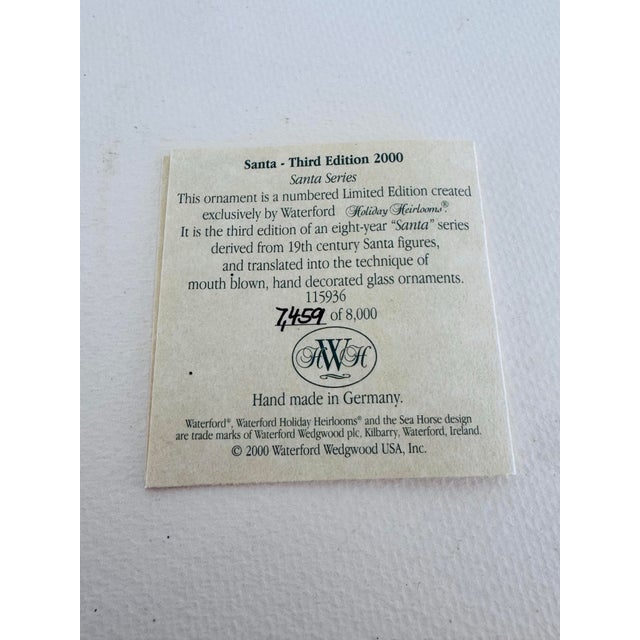 Santa - Third Edition 2000
Santa Series
This ornament is a numbered Limited Edition created
exclusively by Waterford Holiday Heirlooms®.
It is the third edition of an eight-year "Santa" series
derived from 19th century Santa figures,
and translated into the technique of
mouth blown, hand decorated glass ornaments.
115936
7,459 of 8,000
HWH
Hand made in Germany.
Waterford®, Waterford Holiday Heirlooms® and the Sea Horse design
are trade marks of Waterford Wedgwood plc, Kilbarry, Waterford, Ireland.
© 2000 Waterford Wedgwood USA, Inc.